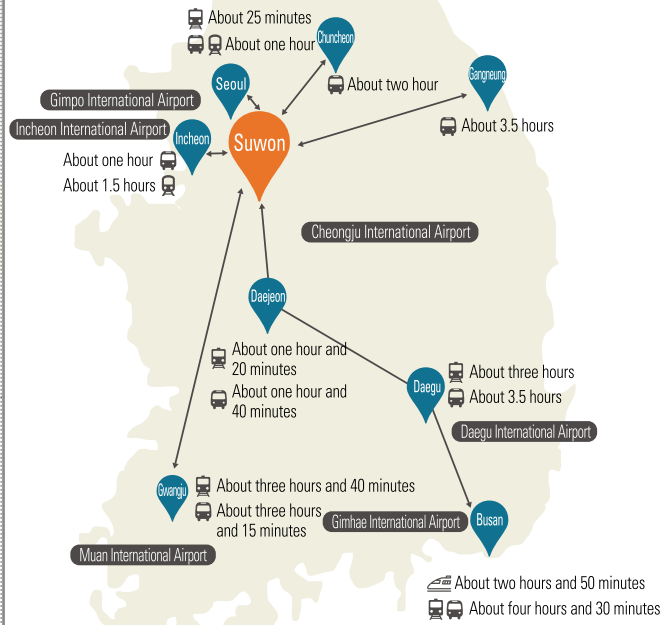 About 25 minutes
About one hour
Chuncheon
Seoul
About two hour
Gangneung
Gimpo International Airport
Incheon International Airport
Incheon
Suwon
About 3.5 hours
About one hour
About 1.5 hours
Cheongju International Airport
Daejeon
About one hour and
20 minutes
About one hour and
40 minutes
Daegu
About three hours
About 3.5 hours
Daegu International Airport
Gwangju
About three hours and 40 minutes
About three hours
and 15 minutes
Gimhae International Airport
Busan
Muan International Airport
About two hours and 50 minutes
About four hours and 30 minutes